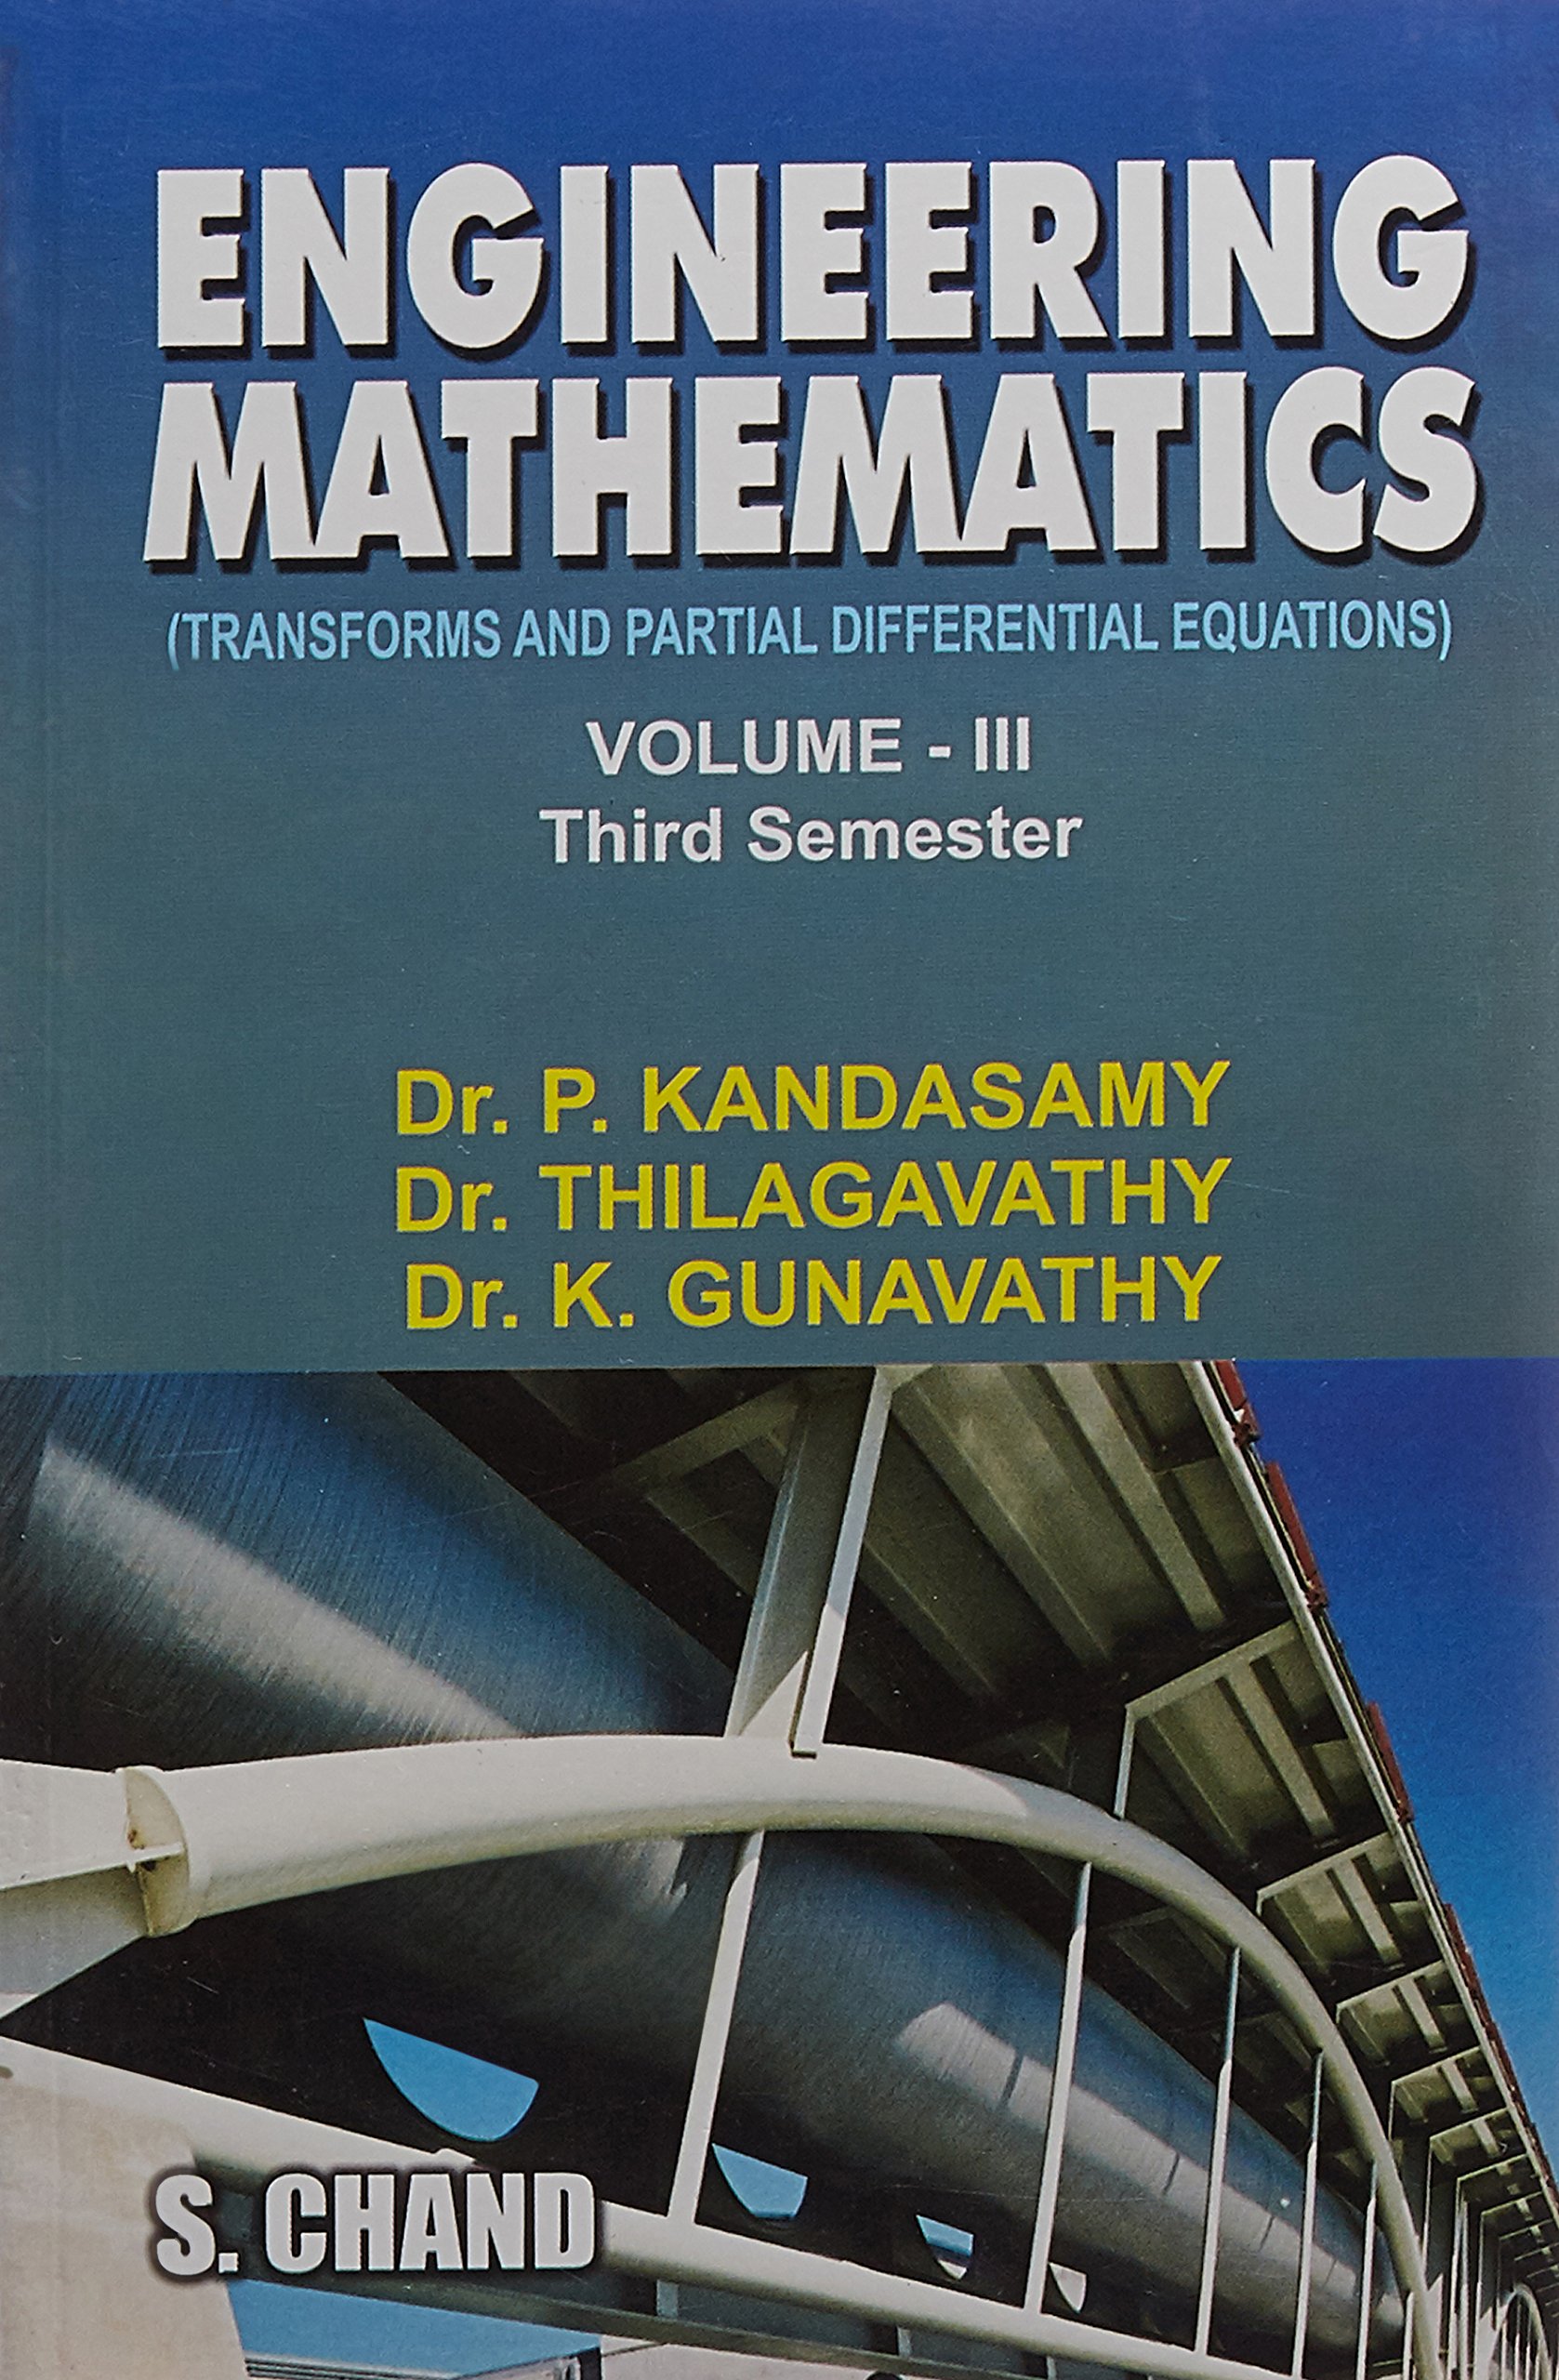 ENGINEERING
MATHEMATICS
(TRANSFORMS AND PARTIAL DIFFERENTIAL EQUATIONS)
VOLUME - III
Third Semester
Dr. P. KANDASAMY
Dr. THILAGAVATHY
Dr. K. GUNAVATHY
S. CHAND